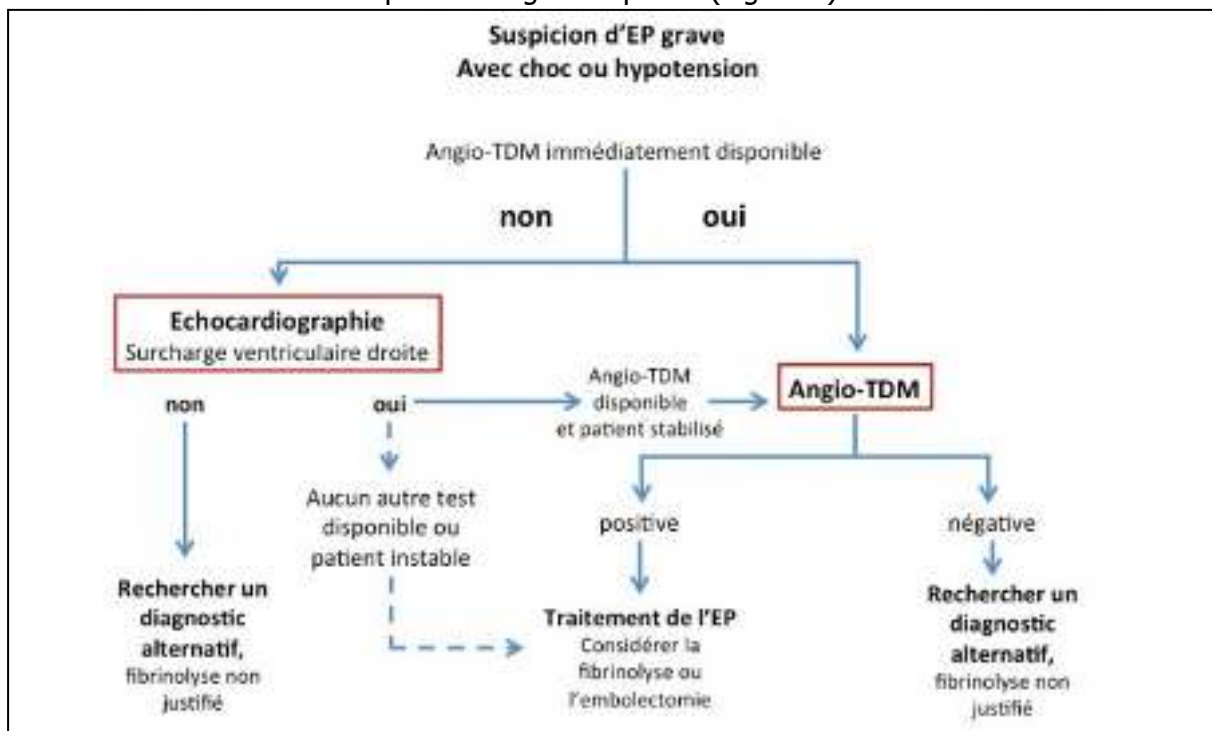 Suspicion d'EP grave
Avec choc ou hypotension
Angio-TDM immédiatement disponible
non
oui
Echocardiographie
Surcharge ventriculaire droite
non
oui
Angio-TDM
disponible
et patient stabilisé
Angio-TDM
Aucun autre test
disponible ou
patient instable
positive
négative
Rechercher un
diagnostic
alternatif,
fibrinolyse non
justifié
Traitement de l'EP
Considérer la
fibrinolyse ou
l'embolectomie
Rechercher un
diagnostic
alternatif,
fibrinolyse non
justifié